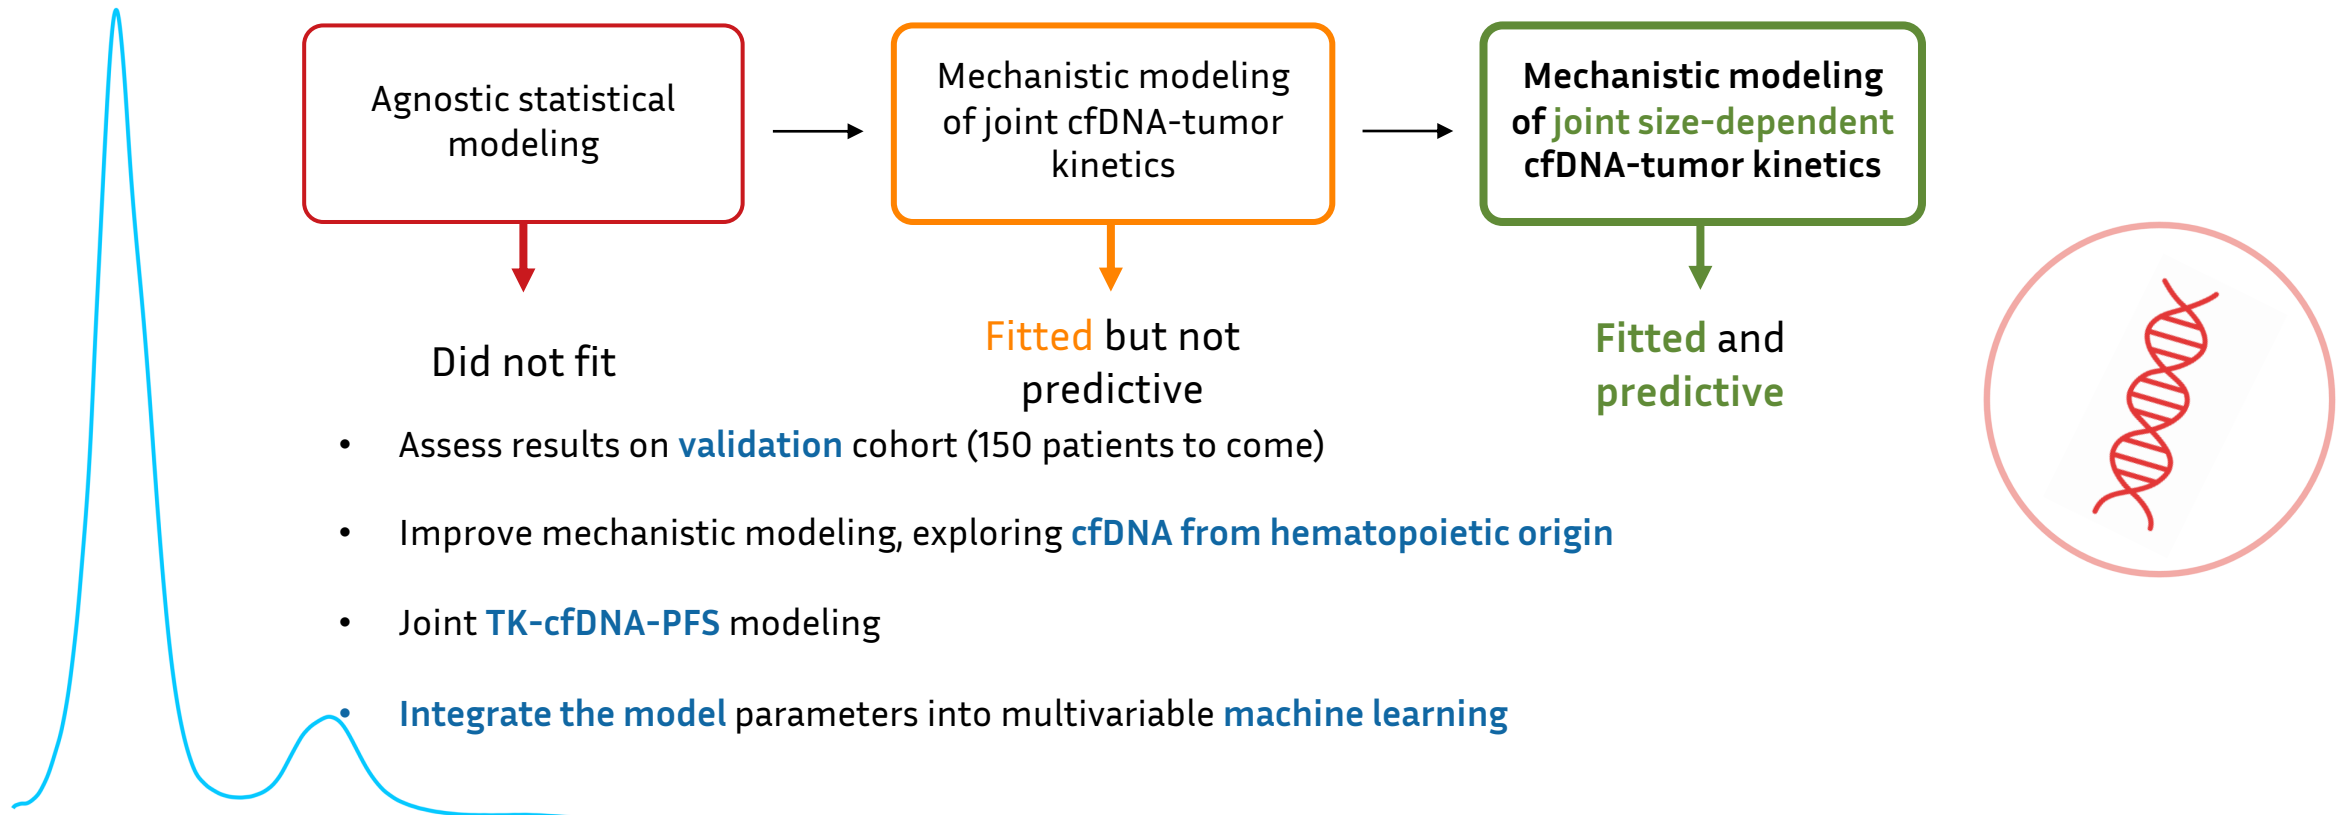 Agnostic statistical
modeling
Mechanistic modeling
of joint cfDNA-tumor
kinetics
Mechanistic modeling
of joint size-dependent
cfDNA-tumor kinetics
Did not fit
Fitted but not
predictive
Fitted and
predictive
• Assess results on validation cohort (150 patients to come)
• Improve mechanistic modeling, exploring cfDNA from hematopoietic origin
• Joint TK-cfDNA-PFS modeling
• Integrate the model parameters into multivariable machine learning